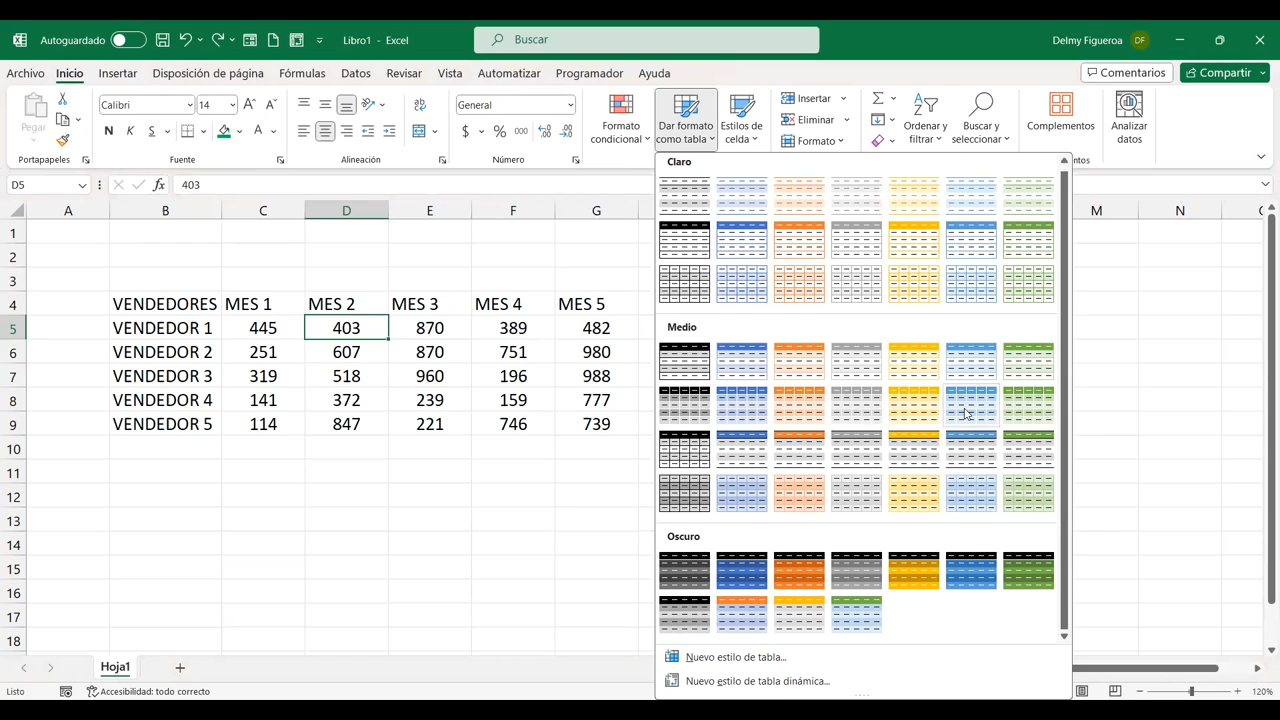 Autoguardado
Libro1 - Excel
Buscar
Delmy Figueroa DF
Archivo Inicio Insertar Disposición de página Fórmulas Datos Revisar Vista Automatizar Programador Ayuda
Comentarios Compartir
Pegar
Calibri 14
N K S
General
$ % 000
Formato condicional
Dar formato como tabla
Estilos de celda
Insertar
Eliminar
Formato
Ordenar y filtrar
Buscar y seleccionar
Complementos
Analizar datos
Portapapeles Fuente Alineación Número
D5 fx 403
A B C D E F G M N
1
2
3
4 VENDEDORES MES 1 MES 2 MES 3 MES 4 MES 5
5 VENDEDOR 1 445 403 870 389 482
6 VENDEDOR 2 251 607 870 751 980
7 VENDEDOR 3 319 518 960 196 988
8 VENDEDOR 4 141 372 239 159 777
9 VENDEDOR 5 114 847 221 746 739
10
11
12
13
14
15
16
17
18
Claro
Medio
Oscuro
Nuevo estilo de tabla...
Nuevo estilo de tabla dinámica...
Hoja1
Listo
Accesibilidad: todo correcto
120%